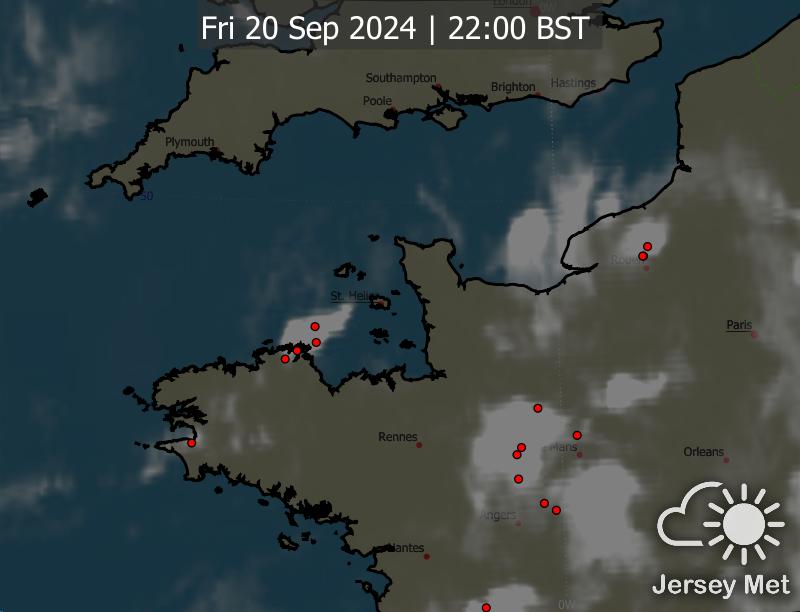 London
Fri 20 Sep 2024 | 22:00 BST
Southampton
Brighton
Hastings
Poole
Plymouth
50
St. Helier
Rouen
Paris
Rennes
Mans
Orleans
Angers
Nantes
0W
Jersey Met